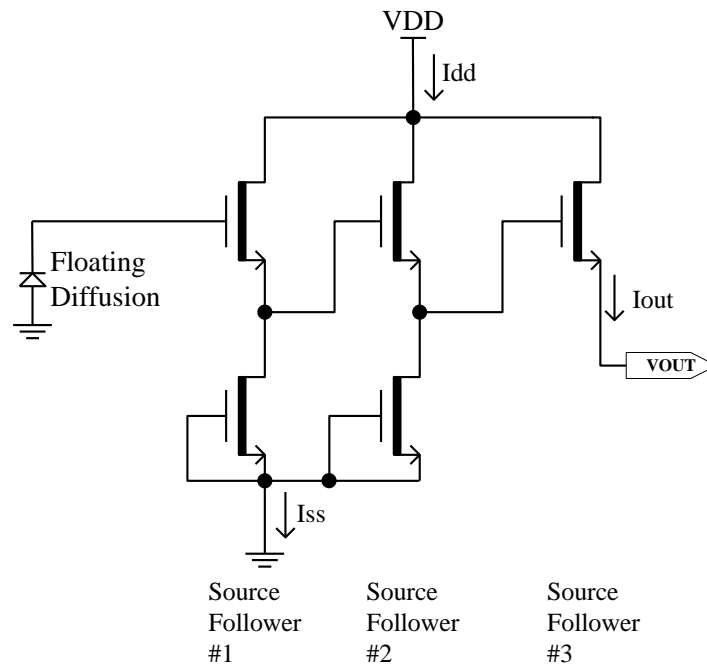 VDD
Idd
Floating
Diffusion
Iout
VOUT
Iss
Source
Follower
#1
Source
Follower
#2
Source
Follower
#3